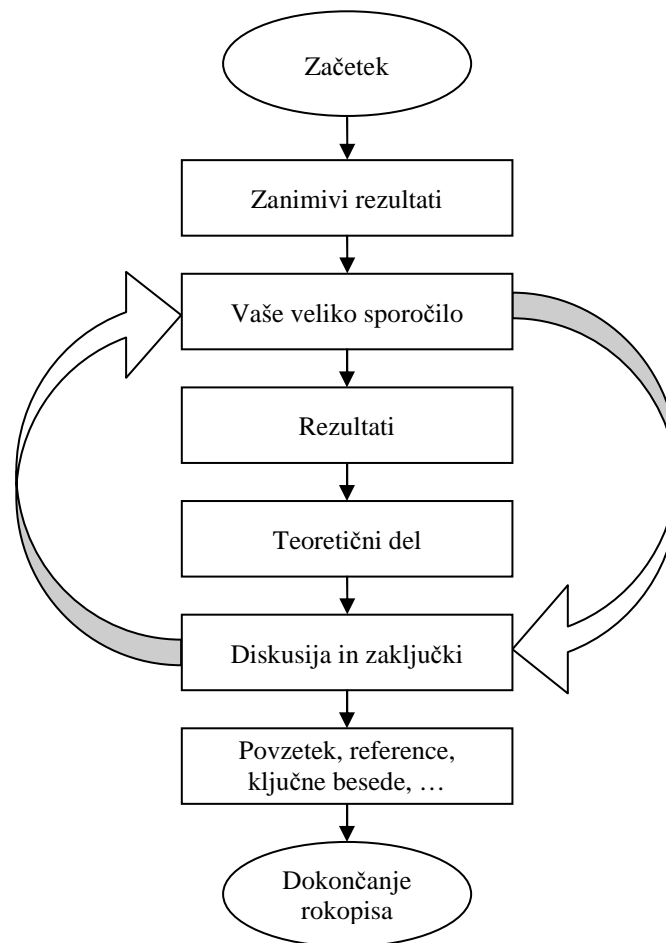 Začetek
Zanimivi rezultati
Vaše veliko sporočilo
Rezultati
Teoretični del
Diskusija in zaključki
Povzetek, reference,
ključne besede, …
Dokončanje
rokopisa